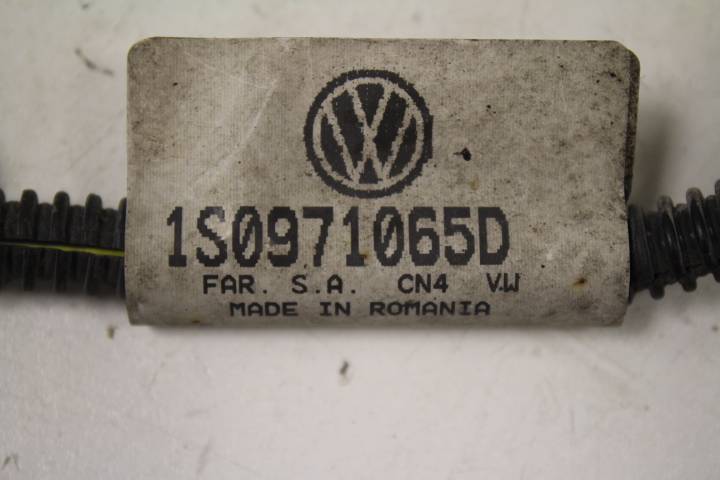 1S0971065D
FAR. S.A. CN4 VW
MADE IN ROMANIA